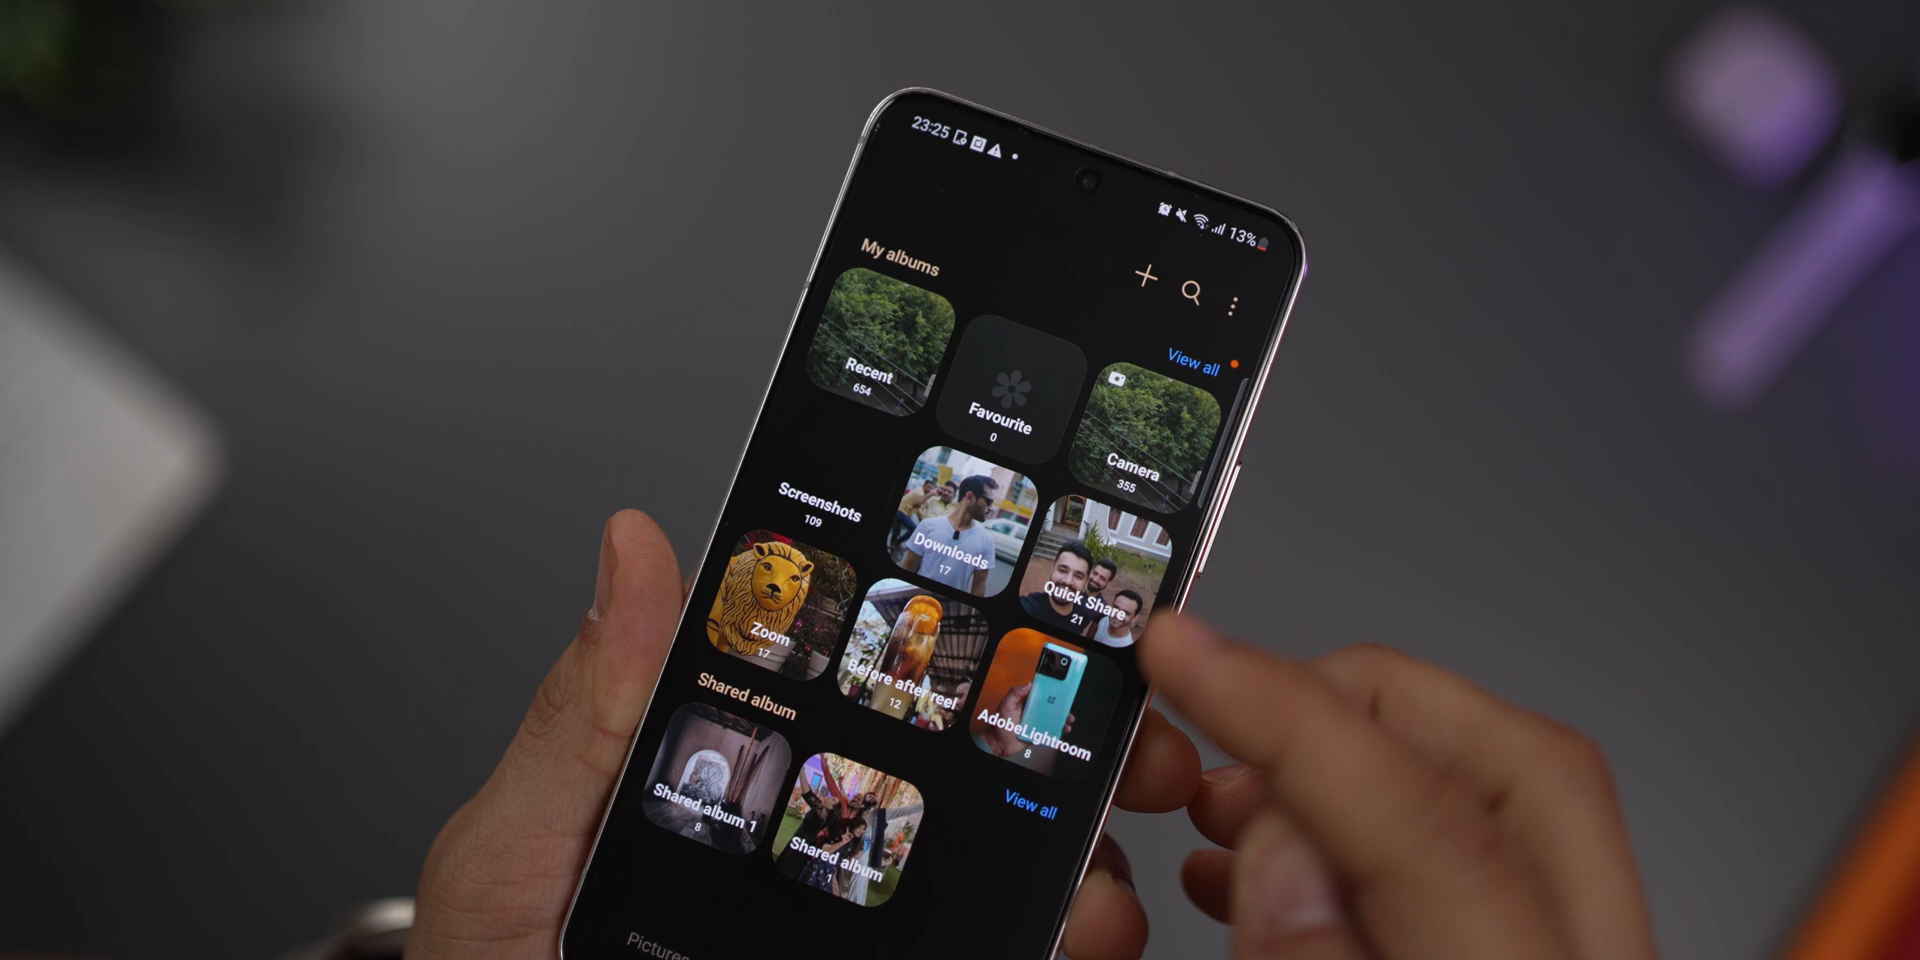 23:25
13%
My albums
View all
Recent
654
Favourite
0
Camera
355
Screenshots
109
Downloads
17
Quick Share
21
Zoom
17
Before after reel
12
AdobeLightroom
8
Shared album
View all
Shared album 1
8
Shared album
1
Pictures